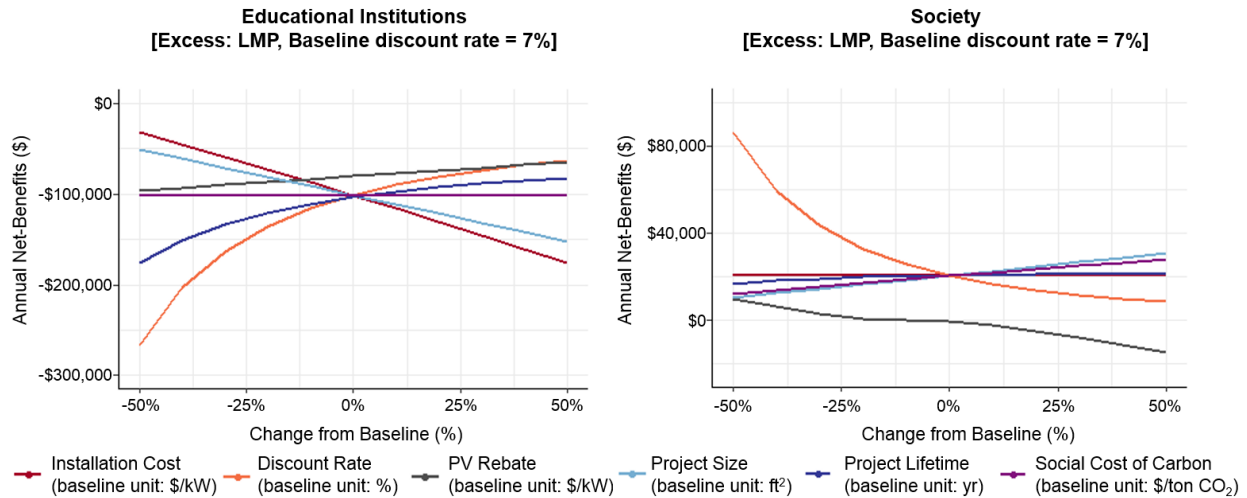 Educational Institutions
[Excess: LMP, Baseline discount rate = 7%]
Annual Net-Benefits ($)
$0
-$100,000
-$200,000
-$300,000
-50%
-25%
0%
25%
50%
Change from Baseline (%)
Society
[Excess: LMP, Baseline discount rate = 7%]
Annual Net-Benefits ($)
$80,000
$40,000
$0
-50%
-25%
0%
25%
50%
Change from Baseline (%)
Installation Cost
(baseline unit: $/kW)
Discount Rate
(baseline unit: %)
PV Rebate
(baseline unit: $/kW)
Project Size
(baseline unit: ft²)
Project Lifetime
(baseline unit: yr)
Social Cost of Carbon
(baseline unit: $/ton CO₂)